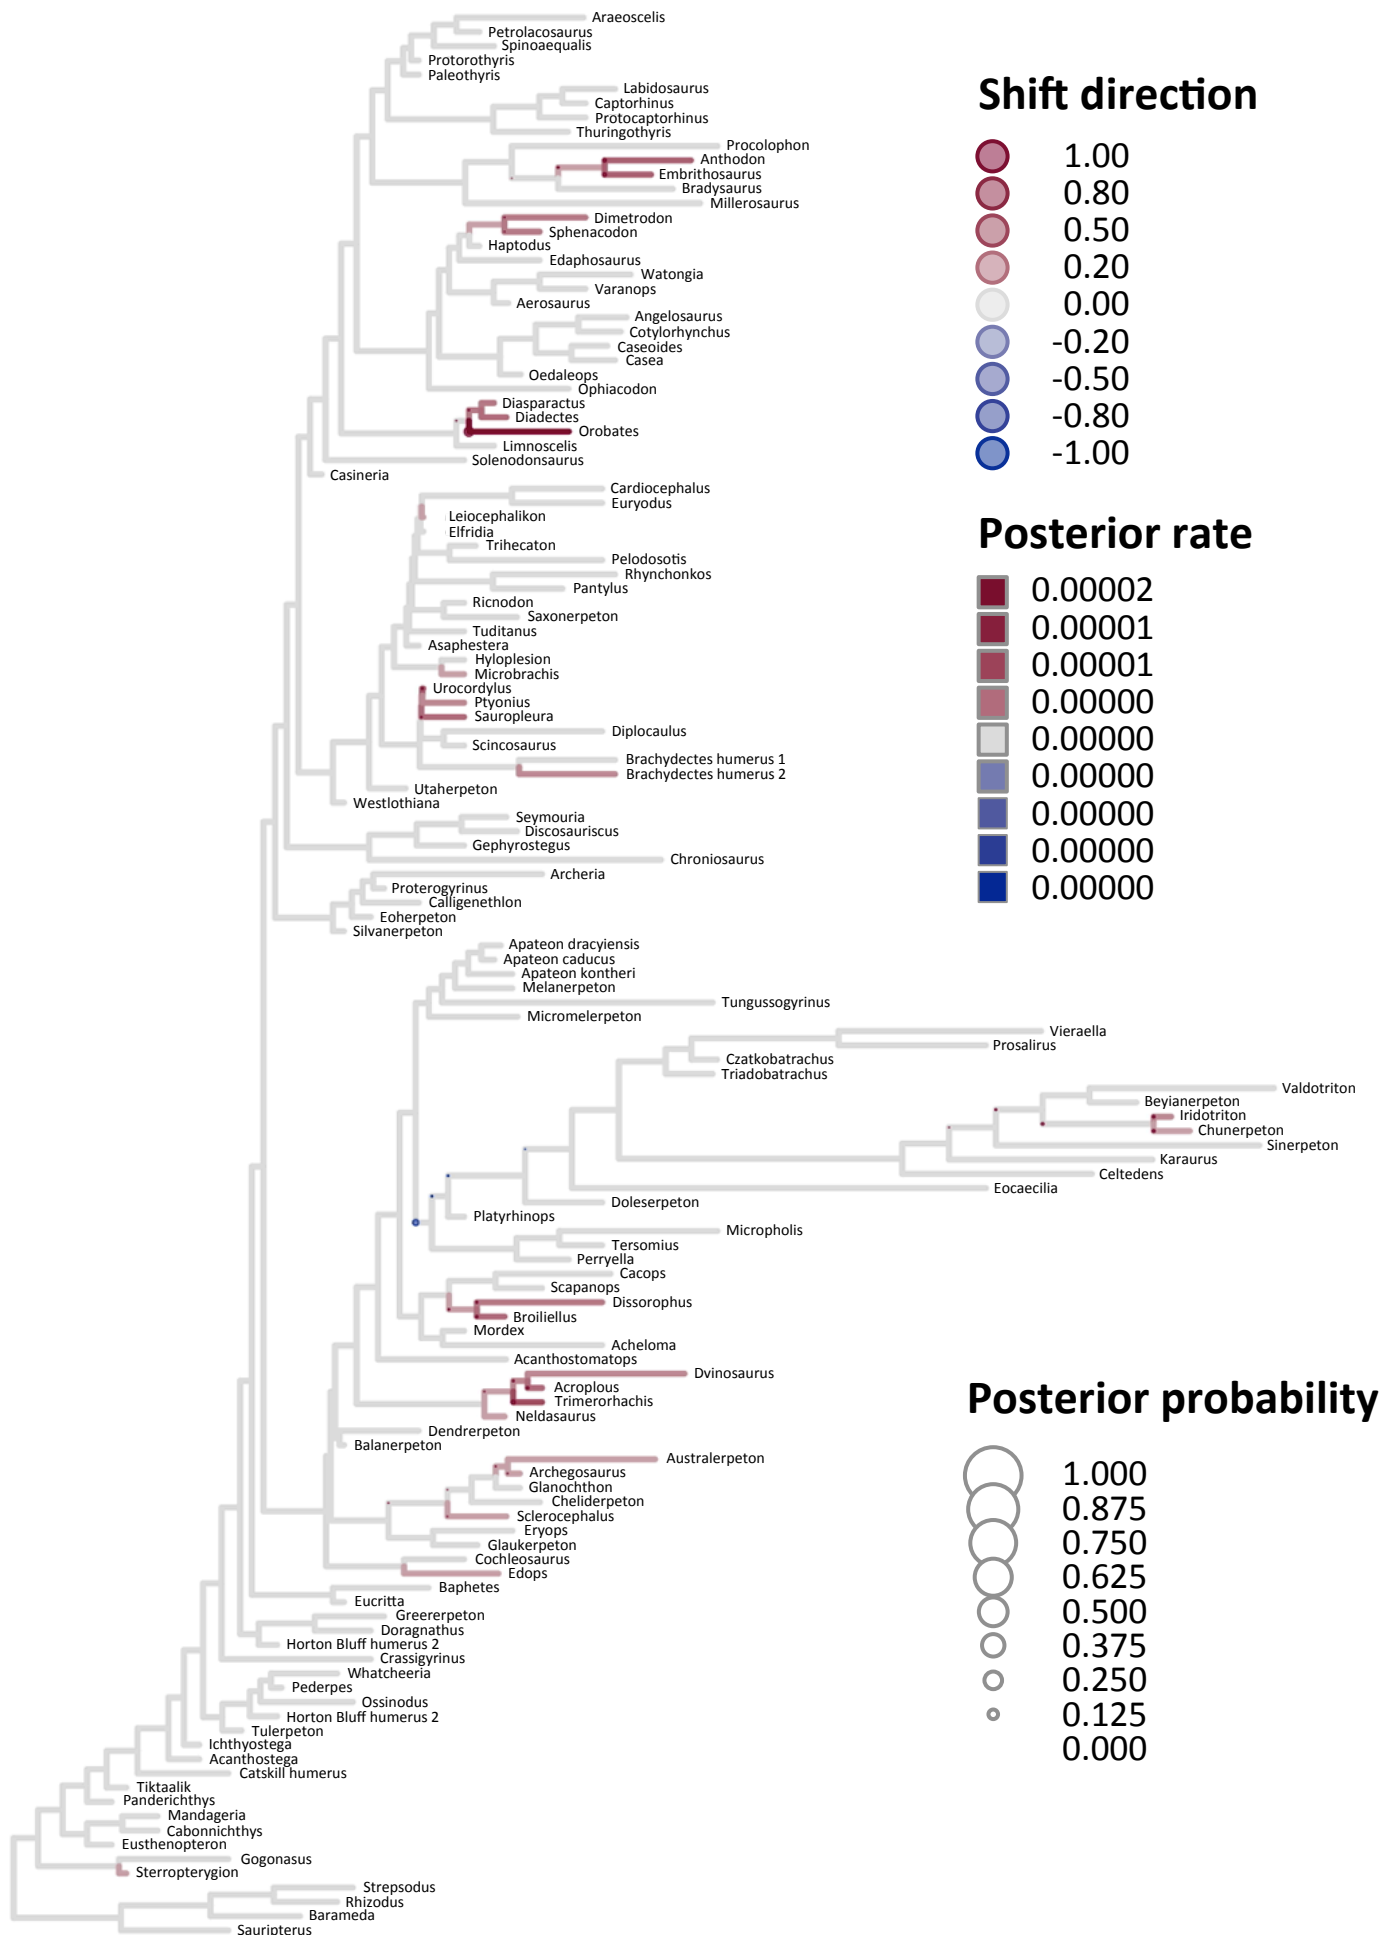 Araeoscelis
Petrolacosaurus
Spinoaequalis
Protorothyris
Paleothyris
Labidosaurus
Captorhinus
Protocaptorhinus
Thuringothyris
Procolophon
Anthodon
Embrithosaurus
Bradysaurus
Millerosaurus
Dimetrodon
Sphenacodon
Haptodus
Edaphosaurus
Watongia
Varanops
Aerosaurus
Angelosaurus
Cotylorhynchus
Caseoides
Casea
Oedaleops
Ophiacodon
Diasparactus
Diadectes
Orobates
Limnoscelis
Solenodonsaurus
Casineria
Cardiocephalus
Euryodus
Leiocephalikon
Elfridia
Trihecaton
Pelodosotis
Rhynchonkos
Pantylus
Ricnodon
Saxonerpeton
Tuditanus
Asaphestera
Hyloplesion
Microbrachis
Urocordylus
Ptyonius
Sauropleura
Diplocaulus
Scincosaurus
Brachydectes humerus 1
Brachydectes humerus 2
Utaherpeton
Westlothiana
Seymouria
Discosauriscus
Gephyrostegus
Chroniosaurus
Archeria
Proterogyrinus
Calligenethlon
Eoherpeton
Silvanerpeton
Apateon dracyiensis
Apateon caducus
Apateon kontheri
Melanerpeton
Tungussogyrinus
Micromelerpeton
Vieraella
Prosalirus
Czatkobatrachus
Triadobatrachus
Valdotriton
Beyianerpeton
Iridotriton
Chunerpeton
Sinerpeton
Karaurus
Celtedens
Eocaecilia
Doleserpeton
Platyrhinops
Micropholis
Tersomius
Perryella
Cacops
Scapanops
Dissorophus
Broiliellus
Mordex
Acheloma
Acanthostomatops
Dvinosaurus
Acroplous
Trimerorhachis
Neldasaurus
Dendrerpeton
Balanerpeton
Australerpeton
Archegosaurus
Glanochthon
Cheliderpeton
Sclerocephalus
Eryops
Glaukerpeton
Cochleosaurus
Edops
Baphetes
Eucritta
Greererpeton
Doragnathus
Horton Bluff humerus 2
Crassigyrinus
Whatcheeria
Pederpes
Ossinodus
Horton Bluff humerus 2
Tulerpeton
Ichthyostega
Acanthostega
Catskill humerus
Tiktaalik
Panderichthys
Mandageria
Cabonnichthys
Eusthenopteron
Gogonasus
Sterropterygion
Strepsodus
Rhizodus
Barameda
Sauripterus
Shift direction
1.00
0.80
0.50
0.20
0.00
-0.20
-0.50
-0.80
-1.00
Posterior rate
0.00002
0.00001
0.00001
0.00000
0.00000
0.00000
0.00000
0.00000
0.00000
Posterior probability
1.000
0.875
0.750
0.625
0.500
0.375
0.250
0.125
0.000